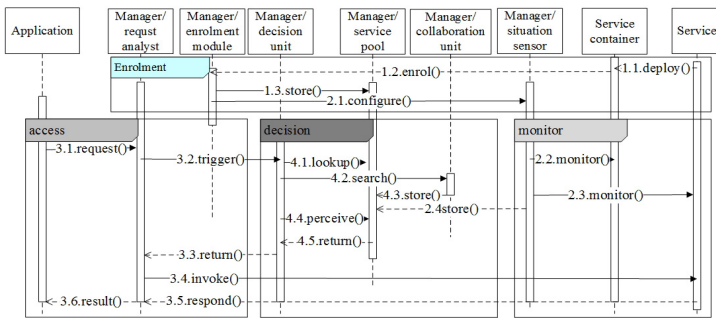 Application
Manager/
requst
analyst
Manager/
enrolment
module
Manager/
decision
unit
Manager/
service
pool
Manager/
collaboration
unit
Manager/
situation
sensor
Service
container
Service
Enrolment
1.1.deploy()
1.2.enrol()
1.3.store()
2.1.configure()
access
decision
monitor
3.1.request()
3.2.trigger()
4.1.lookup()
2.2.monitor()
4.2.search()
4.3.store()
2.3.monitor()
2.4store()
4.4.perceive()
4.5.return()
3.3.return()
3.4.invoke()
3.6.result()
3.5.respond()